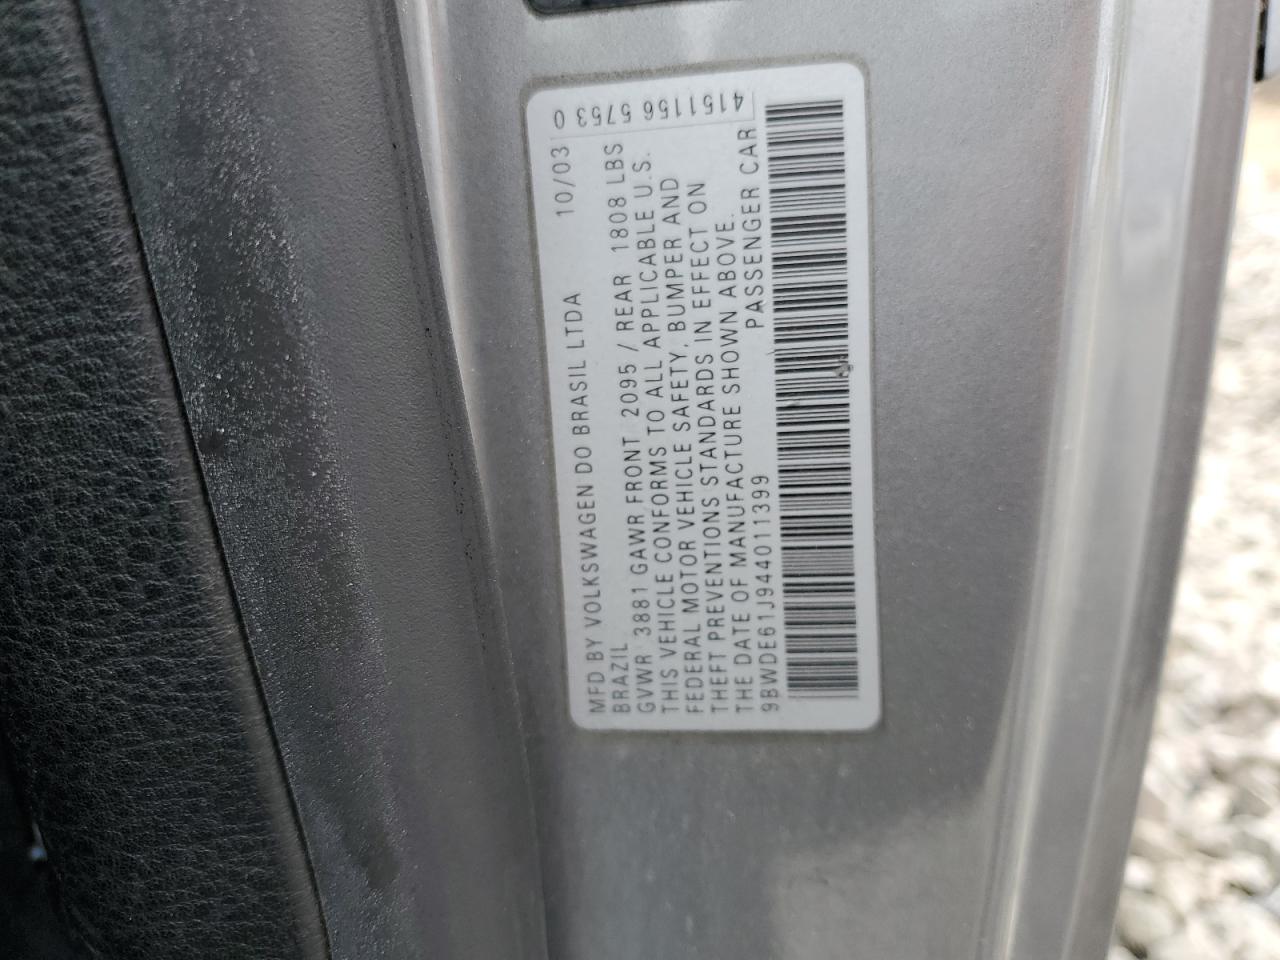 MFD BY VOLKSWAGEN DO BRASIL LTDA 10/03
BRAZIL
GVWR 3881 GAWR FRONT 2095 / REAR 1808 LBS
THIS VEHICLE CONFORMS TO ALL APPLICABLE U.S.
FEDERAL MOTOR VEHICLE SAFETY, BUMPER AND
THEFT PREVENTIONS STANDARDS IN EFFECT ON
THE DATE OF MANUFACTURE SHOWN ABOVE.
9BWDE61J944011399 PASSENGER CAR
4151156 5753 0